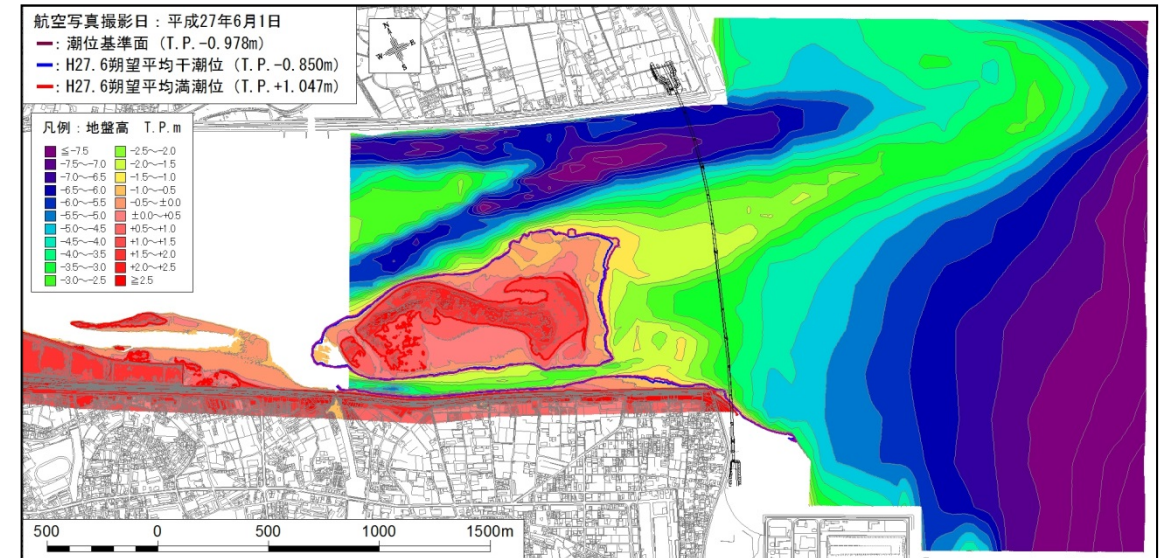 航空写真撮影日：平成27年6月1日
━：潮位基準面（T.P.-0.978m）
━：H27.6朔望平均干潮位（T.P.-0.850m）
━：H27.6朔望平均満潮位（T.P.+1.047m）
N
W E
S
凡例：地盤高 T.P.m
≦-7.5 -2.5～-2.0
-7.5～-7.0 -2.0～-1.5
-7.0～-6.5 -1.5～-1.0
-6.5～-6.0 -1.0～-0.5
-6.0～-5.5 -0.5～±0.0
-5.5～-5.0 ±0.0～+0.5
-5.0～-4.5 +0.5～+1.0
-4.5～-4.0 +1.0～+1.5
-4.0～-3.5 +1.5～+2.0
-3.5～-3.0 +2.0～+2.5
-3.0～-2.5 ≧2.5
500 0 500 1000 1500m